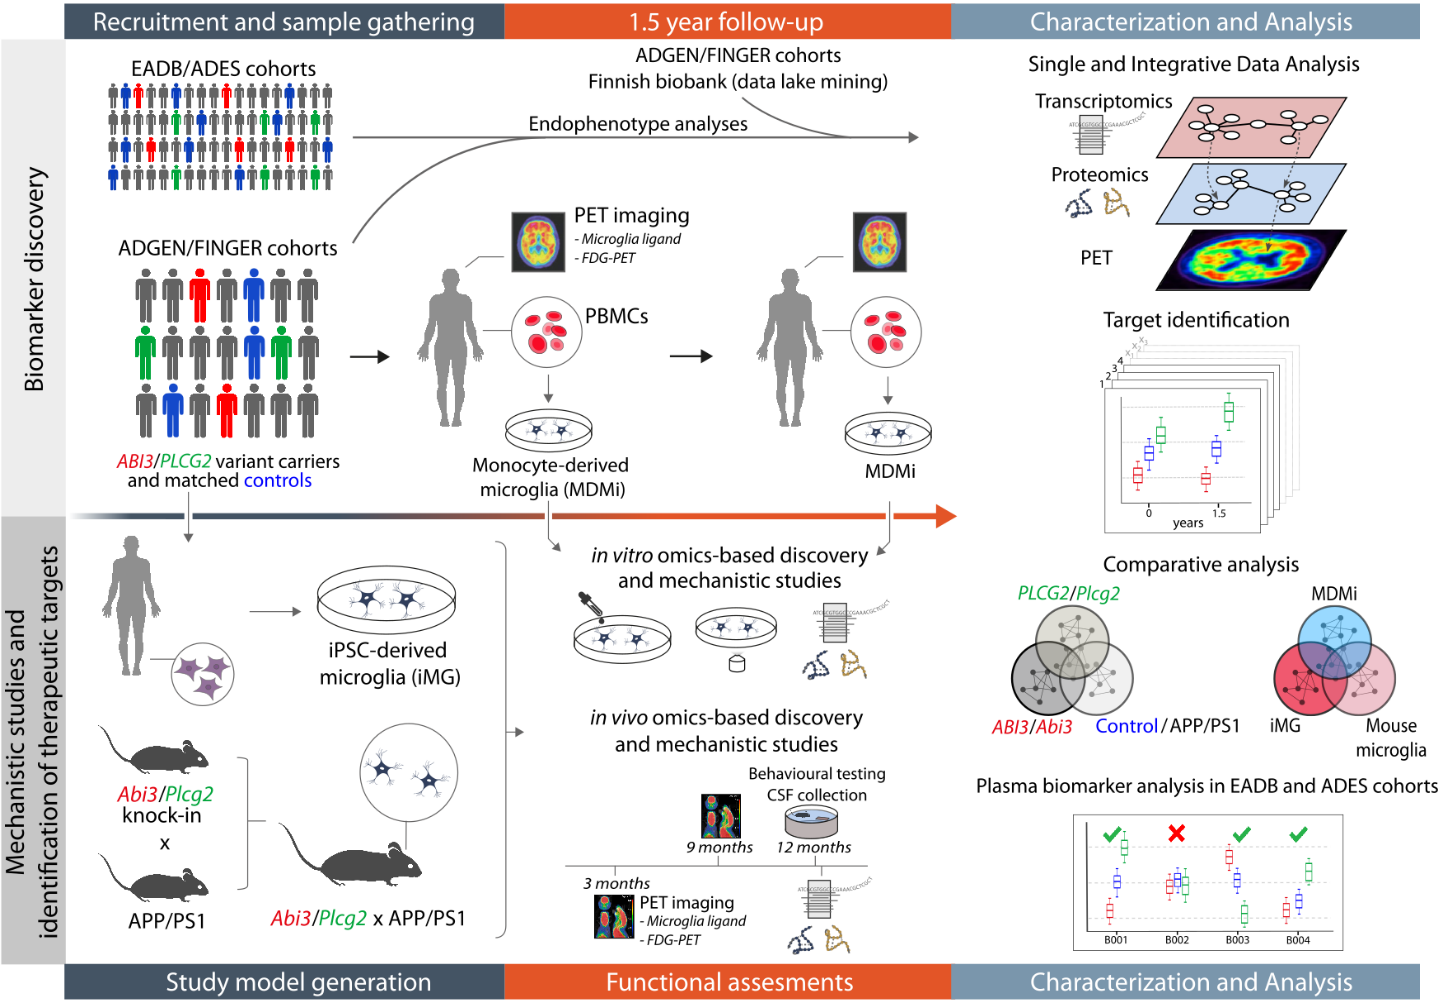 Recruitment and sample gathering
1.5 year follow-up
Characterization and Analysis
Biomarker discovery
EADB/ADES cohorts
ADGEN/FINGER cohorts
Finnish biobank (data lake mining)
Endophenotype analyses
ADGEN/FINGER cohorts
ABI3/PLCG2 variant carriers
and matched controls
PET imaging
- Microglia ligand
- FDG-PET
PBMCs
Monocyte-derived
microglia (MDMi)
MDMi
Single and Integrative Data Analysis
Transcriptomics
Proteomics
PET
Target identification
X
X
X
4
3
2
1
0
1.5
years
Mechanistic studies and
identification of therapeutic targets
iPSC-derived
microglia (iMG)
Abi3/Plcg2
knock-in
x
APP/PS1
Abi3/Plcg2 x APP/PS1
in vitro omics-based discovery
and mechanistic studies
in vivo omics-based discovery
and mechanistic studies
Behavioural testing
CSF collection
9 months
12 months
3 months
PET imaging
- Microglia ligand
- FDG-PET
Comparative analysis
PLCG2/Plcg2
MDMi
ABI3/Abi3
Control/APP/PS1
iMG
Mouse
microglia
Plasma biomarker analysis in EADB and ADES cohorts
B001
B002
B003
B004
Study model generation
Functional assesments
Characterization and Analysis